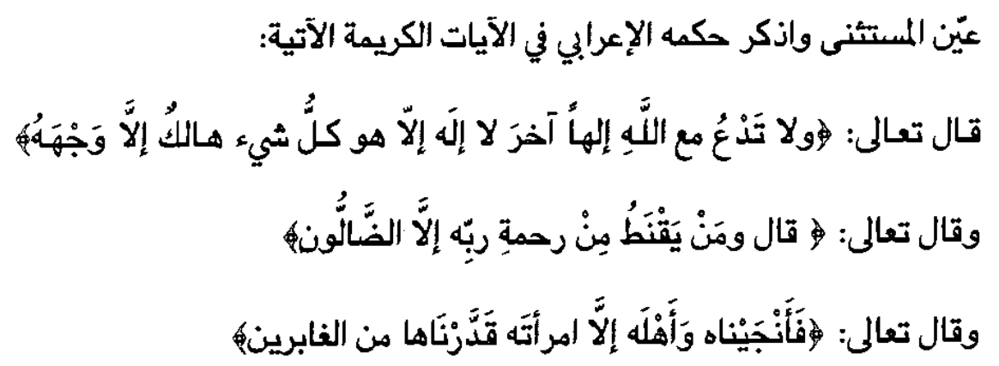 عيّن المستثنى واذكر حكمه الإعرابي في الآيات الكريمة الآتية:
قال تعالى: ﴿ولا تَدْعُ مع اللَّهِ إلهاً آخرَ لا إلَه إلاّ هو كلُّ شيء هالكٌ إلاَّ وَجْهَهُ﴾
وقال تعالى: ﴿ قال ومَنْ يَقْنَطُ مِنْ رحمةِ ربِّه إلاَّ الضَّالُّون﴾
وقال تعالى: ﴿فَأَنْجَيْناه وَأَهْلَه إلاَّ امرأتَه قَدَّرْنَاها من الغابرين﴾